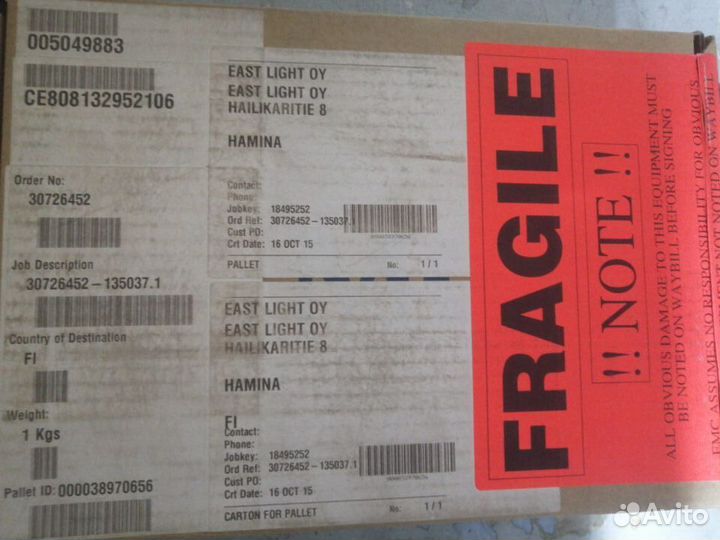 005049883
CE808132952106
Order No:
30726452
Job Description
30726452-135037.1
Country of Destination
FI
Weight:
1 Kgs
Pallet ID: 000038970656
EAST LIGHT OY
EAST LIGHT OY
HAILIKARITIE 8
HAMINA
Contact:
Phone:
Jobkey: 18495252
Ord Ref: 30726452-135037.1
Cust PO:
Crt Date: 16 OCT 15
PALLET No: 1/1
EAST LIGHT OY
EAST LIGHT OY
HAILIKARITIE 8
HAMINA
FI
Contact:
Phone:
Jobkey: 18495252
Ord Ref: 30726452-135037.1
Cust PO:
Crt Date: 16 OCT 15
CARTON FOR PALLET No: 1/1
FRAGILE
!! NOTE !!
ALL OBVIOUS DAMAGE TO THIS EQUIPMENT MUST
BE NOTED ON WAYBILL BEFORE SIGNING
EMC ASSUMES NO RESPONSIBILITY FOR OBVIOUS
NOT NOTED ON WAYBILL
Avito